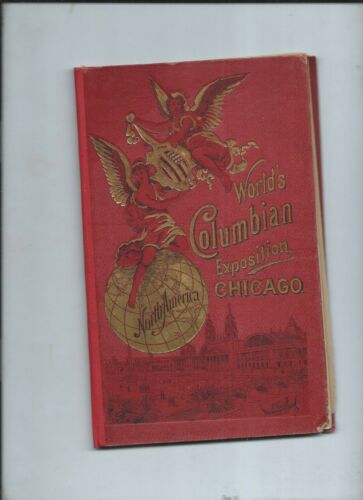 World's
Columbian
Exposition
CHICAGO.
North America